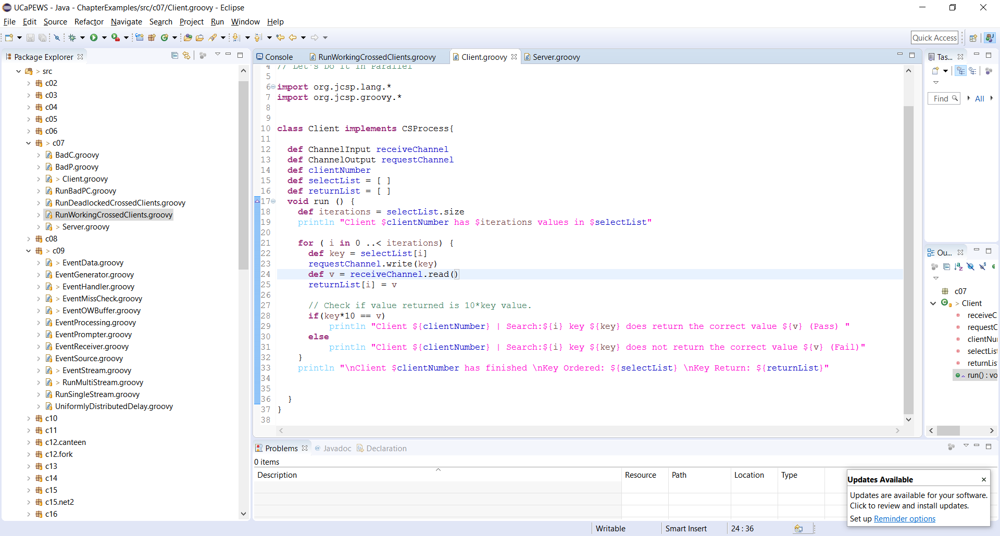 UCaPEWS - Java - ChapterExamples/src/c07/Client.groovy - Eclipse
File Edit Source Refactor Navigate Search Project Run Window Help
Quick Access
Package Explorer
> src
c02
c03
c04
c05
c06
> c07
BadC.groovy
BadP.groovy
> Client.groovy
RunBadPC.groovy
RunDeadlockedCrossedClients.groovy
RunWorkingCrossedClients.groovy
> Server.groovy
c08
> c09
> EventData.groovy
EventGenerator.groovy
> EventHandler.groovy
> EventMissCheck.groovy
> EventOWBuffer.groovy
EventProcessing.groovy
EventPrompter.groovy
EventReceiver.groovy
EventSource.groovy
> EventStream.groovy
> RunMultiStream.groovy
RunSingleStream.groovy
UniformlyDistributedDelay.groovy
c10
c11
c12.canteen
c12.fork
c13
c14
c15
c15.net2
c16
Console RunWorkingCrossedClients.groovy Client.groovy Server.groovy
4 // Let's Do It In Parallel
5
6 import org.jcsp.lang.*
7 import org.jcsp.groovy.*
8
9
10 class Client implements CSProcess{
11
12 def ChannelInput receiveChannel
13 def ChannelOutput requestChannel
14 def clientNumber
15 def selectList = [ ]
16 def returnList = [ ]
17 void run () {
18 def iterations = selectList.size
19 println "Client $clientNumber has $iterations values in $selectList"
20
21 for ( i in 0 ..< iterations) {
22 def key = selectList[i]
23 requestChannel.write(key)
24 def v = receiveChannel.read()
25 returnList[i] = v
26
27 // Check if value returned is 10*key value.
28 if(key*10 == v)
29 println "Client ${clientNumber} | Search:${i} key ${key} does return the correct value ${v} (Pass) "
30 else
31 println "Client ${clientNumber} | Search:${i} key ${key} does not return the correct value ${v} (Fail)"
32 }
33 println "\nClient $clientNumber has finished \nKey Ordered: ${selectList} \nKey Return: ${returnList}"
34
35
36 }
37 }
38
Tas...
Find All
Ou...
c07
> Client
receiveC
requestC
clientNu
selectList
returnLis
run() : vo
Problems @ Javadoc Declaration
0 items
Description Resource Path Location Type
Updates Available
Updates are available for your software.
Click to review and install updates.
Set up Reminder options
Writable Smart Insert 24 : 36